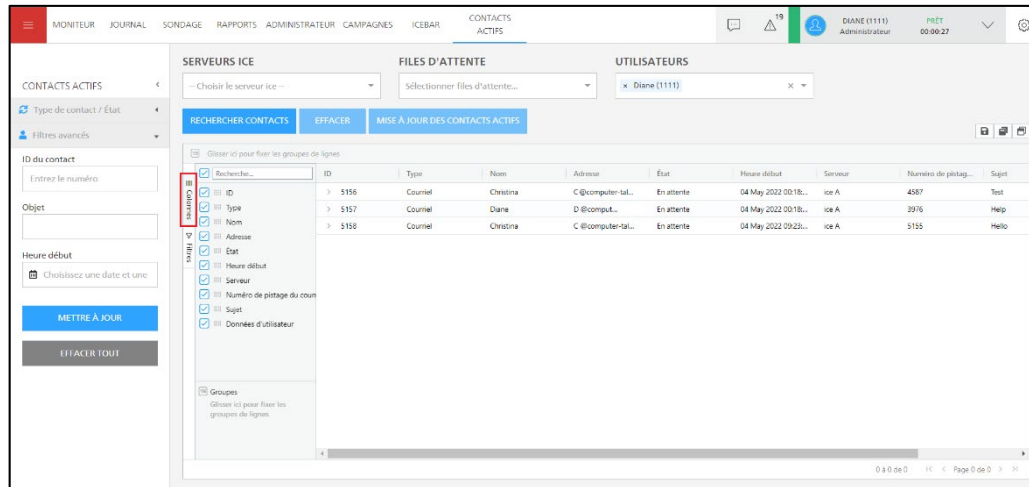 MONITEUR JOURNAL SONDAGE RAPPORTS ADMINISTRATEUR CAMPAGNES ICEBAR CONTACTS ACTIFS
19
DIANE (1111)
Administrateur
PRÊT
00:00:27
CONTACTS ACTIFS
Type de contact / État
Filtres avancés
ID du contact
Entrez le numéro
Objet
Heure début
Choisissez une date et une
METTRE À JOUR
EFFACER TOUT
SERVEURS ICE
-- Choisir le serveur ice --
FILES D'ATTENTE
Sélectionner files d'attente...
UTILISATEURS
× Diane (1111)
RECHERCHER CONTACTS EFFACER MISE À JOUR DES CONTACTS ACTIFS
Glisser ici pour fixer les groupes de lignes
Colonnes
Filtres
Recherche...
ID
Type
Nom
Adresse
État
Heure début
Serveur
Numéro de pistage du cour
Sujet
Données d'utilisateur
Groupes
Glisser ici pour fixer les
groupes de lignes
ID Type Nom Adresse État Heure début Serveur Numéro de pistag... Sujet
5156 Courriel Christina C @computer-tal... En attente 04 May 2022 00:18:... ice A 4587 Test
5157 Courriel Diane D @comput... En attente 04 May 2022 00:18:... ice A 3976 Help
5158 Courriel Christina C @computer-tal... En attente 04 May 2022 09:23:... ice A 5155 Hello
0 à 0 de 0 Page 0 de 0